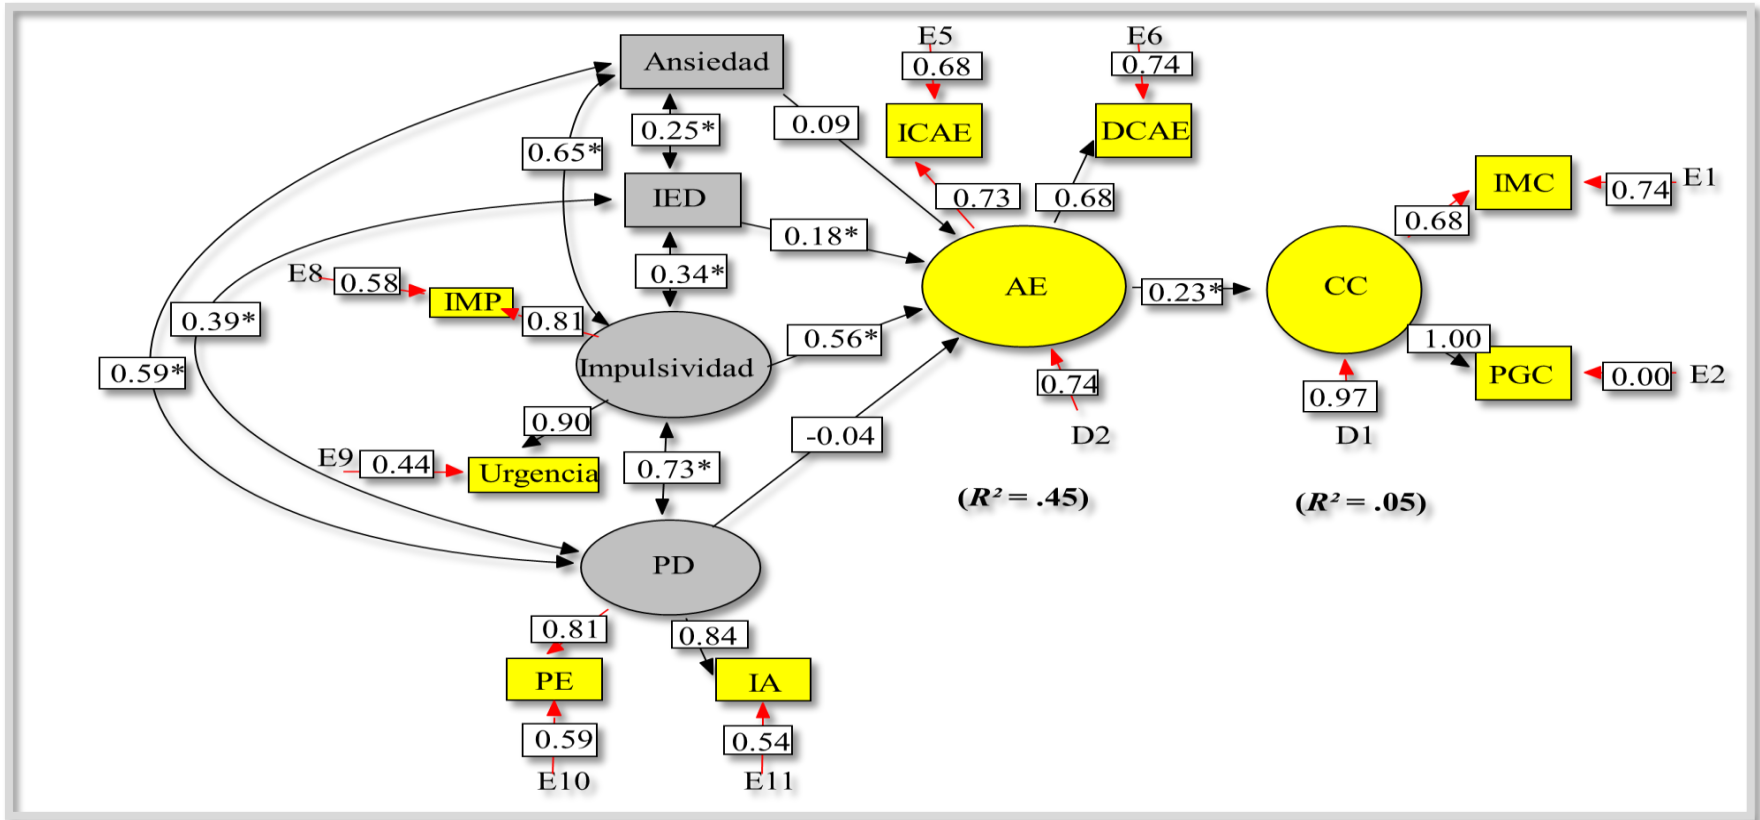 E5
E6
Ansiedad
0.68
0.74
0.09
ICAE
DCAE
0.25*
0.65*
IMC
0.74
E1
IED
0.73
0.68
0.68
0.18*
E8
0.58
0.34*
IMP
0.81
AE
0.23*
CC
0.39*
0.56*
1.00
0.59*
Impulsividad
0.74
PGC
0.00
E2
0.97
0.90
-0.04
D2
D1
E9
0.44
Urgencia
0.73*
(R² = .45)
(R² = .05)
PD
0.81
0.84
PE
IA
0.59
0.54
E10
E11